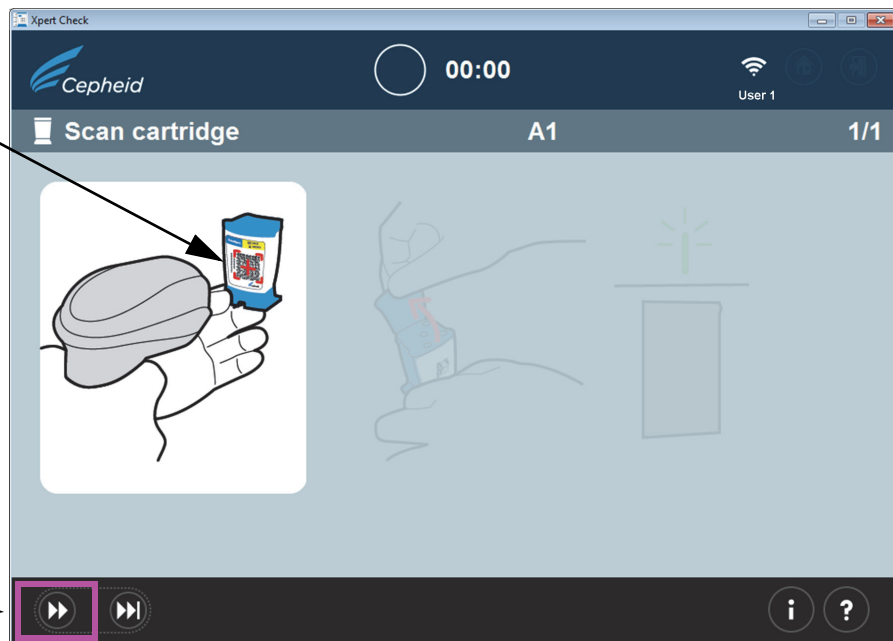 Xpert Check
Cepheid
00:00
User 1
Scan cartridge A1 1/1
i ?